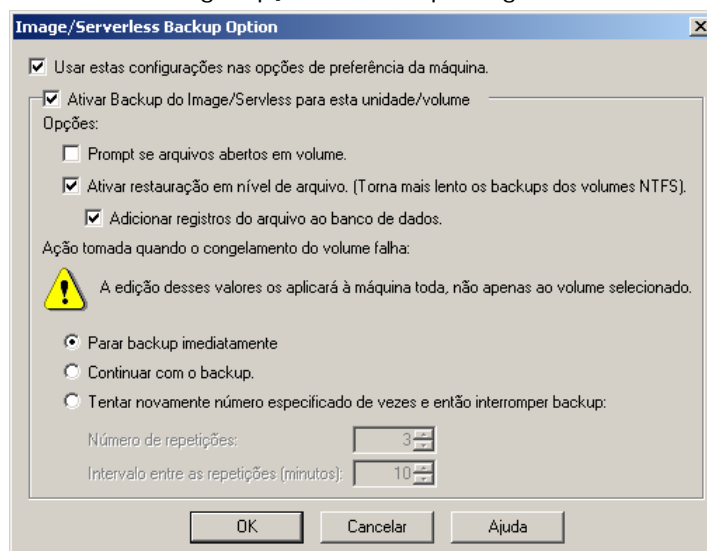 Image/Serverless Backup Option
Usar estas configurações nas opções de preferência da máquina.
Ativar Backup do Image/Servless para esta unidade/volume
Opções:
Prompt se arquivos abertos em volume.
Ativar restauração em nível de arquivo. (Torna mais lento os backups dos volumes NTFS).
Adicionar registros do arquivo ao banco de dados.
Ação tomada quando o congelamento do volume falha:
A edição desses valores os aplicará à máquina toda, não apenas ao volume selecionado.
Parar backup imediatamente
Continuar com o backup.
Tentar novamente número especificado de vezes e então interromper backup:
Número de repetições: 3
Intervalo entre as repetições (minutos): 10
OK Cancelar Ajuda